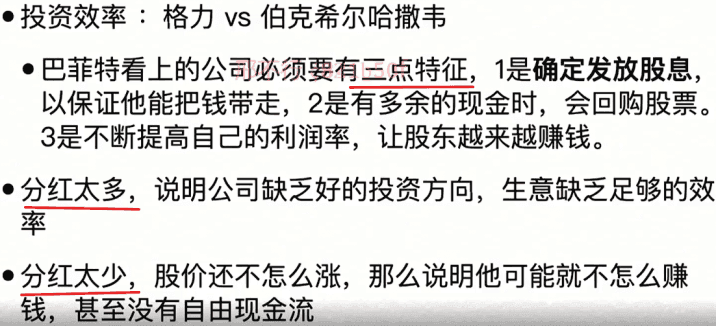 •投资效率 ：格力 vs 伯克希尔哈撒韦
•巴菲特看上的公司必须要有一点特征，1是确定发放股息，
以保证他能把钱带走，2是有多余的现金时，会回购股票。
3是不断提高自己的利润率，让股东越来越赚钱。
•分红太多，说明公司缺乏好的投资方向，生意缺乏足够的效
率
•分红太少，股价还不怎么涨，那么说明他可能就不怎么赚
钱，甚至没有自由现金流